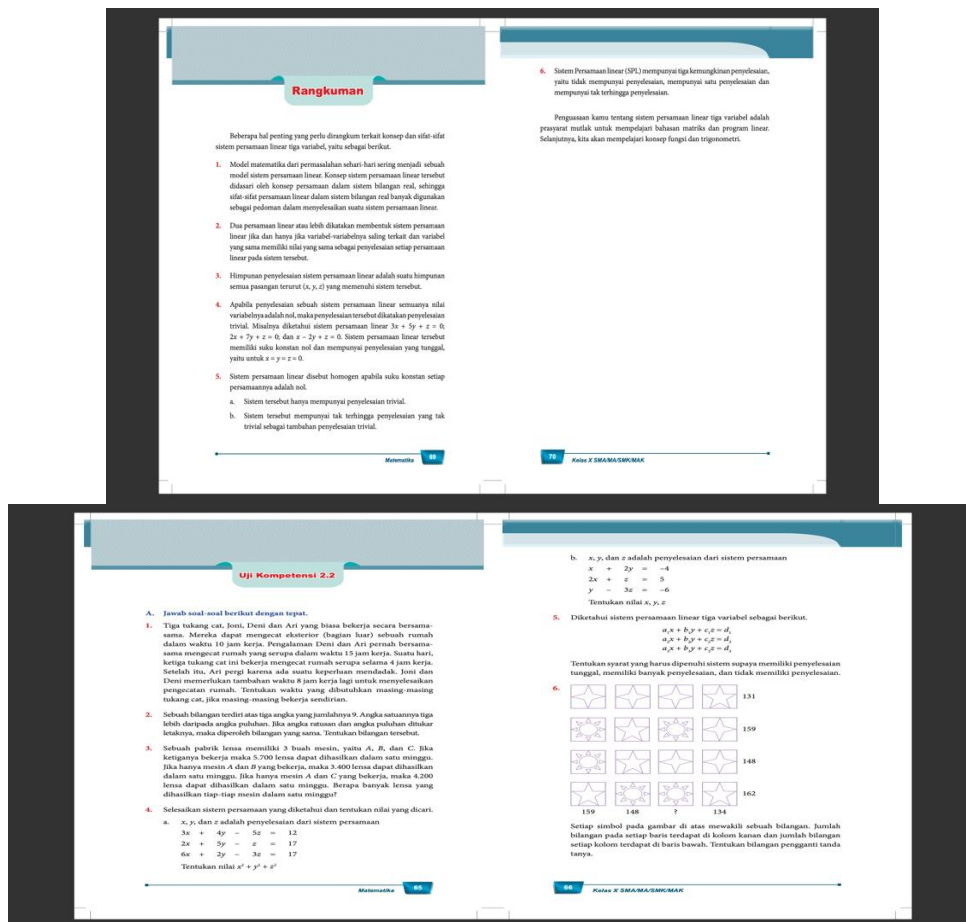 Rangkuman
Beberapa hal penting yang perlu dirangkum terkait konsep dan sifat-sifat
sistem persamaan linear tiga variabel, yaitu sebagai berikut.
1. Model matematika dari permasalahan sehari-hari sering menjadi sebuah
model sistem persamaan linear. Konsep sistem persamaan linear tersebut
didasari oleh konsep persamaan dalam sistem bilangan real, sehingga
sifat-sifat persamaan linear dalam sistem bilangan real banyak digunakan
sebagai pedoman dalam menyelesaikan suatu sistem persamaan linear.
2. Dua persamaan linear atau lebih dikatakan membentuk sistem persamaan
linear jika dan hanya jika variabel-variabelnya saling terkait dan variabel
yang sama memiliki nilai yang sama sebagai penyelesaian setiap persamaan
linear pada sistem tersebut.
3. Himpunan penyelesaian sistem persamaan linear adalah suatu himpunan
semua pasangan terurut (x, y, z) yang memenuhi sistem tersebut.
4. Apabila penyelesaian sebuah sistem persamaan linear semuanya nilai
variabelnya adalah nol, maka penyelesaian tersebut dikatakan penyelesaian
trivial. Misalnya diketahui sistem persamaan linear 3x + 5y + z = 0;
2x + 7y + z = 0; dan x – 2y + z = 0. Sistem persamaan linear tersebut
memiliki suku konstan nol dan mempunyai penyelesaian yang tunggal,
yaitu untuk x = y = z = 0.
5. Sistem persamaan linear disebut homogen apabila suku konstan setiap
persamaannya adalah nol.
a. Sistem tersebut hanya mempunyai penyelesaian trivial.
b. Sistem tersebut mempunyai tak terhingga penyelesaian yang tak
trivial sebagai tambahan penyelesaian trivial.
Matematika 69
6. Sistem Persamaan linear (SPL) mempunyai tiga kemungkinan penyelesaian,
yaitu tidak mempunyai penyelesaian, mempunyai satu penyelesaian dan
mempunyai tak terhingga penyelesaian.
Penguasaan kamu tentang sistem persamaan linear tiga variabel adalah
prasyarat mutlak untuk mempelajari bahasan matriks dan program linear.
Selanjutnya, kita akan mempelajari konsep fungsi dan trigonometri.
70 Kelas X SMA/MA/SMK/MAK
Uji Kompetensi 2.2
A. Jawab soal-soal berikut dengan tepat.
1. Tiga tukang cat, Joni, Deni dan Ari yang biasa bekerja secara bersama-
sama. Mereka dapat mengecat eksterior (bagian luar) sebuah rumah
dalam waktu 10 jam kerja. Pengalaman Deni dan Ari pernah bersama-
sama mengecat rumah yang serupa dalam waktu 15 jam kerja. Suatu hari,
ketiga tukang cat ini bekerja mengecat rumah serupa selama 4 jam kerja.
Setelah itu, Ari pergi karena ada suatu keperluan mendadak. Joni dan
Deni memerlukan tambahan waktu 8 jam kerja lagi untuk menyelesaikan
pengecatan rumah. Tentukan waktu yang dibutuhkan masing-masing
tukang cat, jika masing-masing bekerja sendirian.
2. Sebuah bilangan terdiri atas tiga angka yang jumlahnya 9. Angka satuannya tiga
lebih daripada angka puluhan. Jika angka ratusan dan angka puluhan ditukar
letaknya, maka diperoleh bilangan yang sama. Tentukan bilangan tersebut.
3. Sebuah pabrik lensa memiliki 3 buah mesin, yaitu A, B, dan C. Jika
ketiganya bekerja maka 5.700 lensa dapat dihasilkan dalam satu minggu.
Jika hanya mesin A dan B yang bekerja, maka 3.400 lensa dapat dihasilkan
dalam satu minggu. Jika hanya mesin A dan C yang bekerja, maka 4.200
lensa dapat dihasilkan dalam satu minggu. Berapa banyak lensa yang
dihasilkan tiap-tiap mesin dalam satu minggu?
4. Selesaikan sistem persamaan yang diketahui dan tentukan nilai yang dicari.
a. x, y, dan z adalah penyelesaian dari sistem persamaan
3x + 4y – 5z = 12
2x + 5y – z = 17
6x + 2y – 3z = 17
Tentukan nilai x² + y² + z²
Matematika 65
b. x, y, dan z adalah penyelesaian dari sistem persamaan
x + 2y = –4
2x + z = 5
y – 3z = –6
Tentukan nilai x, y, z
5. Diketahui sistem persamaan linear tiga variabel sebagai berikut.
a₁x + b₁y + c₁z = d₁
a₂x + b₂y + c₂z = d₂
a₃x + b₃y + c₃z = d₃
Tentukan syarat yang harus dipenuhi sistem supaya memiliki penyelesaian
tunggal, memiliki banyak penyelesaian, dan tidak memiliki penyelesaian.
6. 131
159
148
162
159 148 ? 134
Setiap simbol pada gambar di atas mewakili sebuah bilangan. Jumlah
bilangan pada setiap baris terdapat di kolom kanan dan jumlah bilangan
setiap kolom terdapat di baris bawah. Tentukan bilangan pengganti tanda
tanya.
66 Kelas X SMA/MA/SMK/MAK